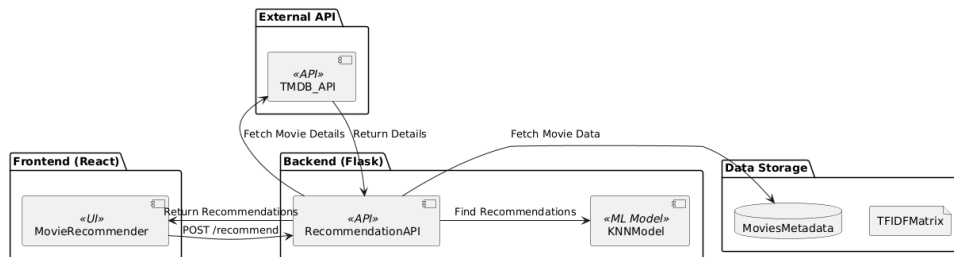 External API
«API»
TMDB_API
Fetch Movie Details
Return Details
Fetch Movie Data
Frontend (React)
Backend (Flask)
Data Storage
«UI»
MovieRecommender
Return Recommendations
POST /recommend
«API»
RecommendationAPI
Find Recommendations
«ML Model»
KNNModel
MoviesMetadata
TFIDFMatrix